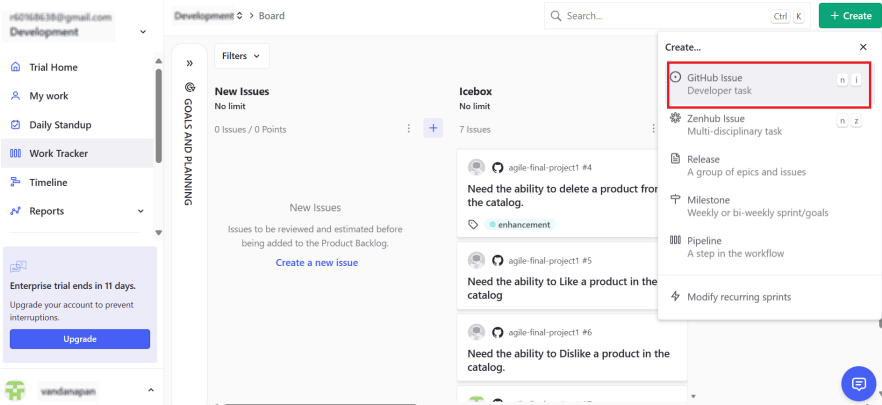 r60168638@gmail.com
Development
Trial Home
My work
Daily Standup
Work Tracker
Timeline
Reports
Enterprise trial ends in 11 days.
Upgrade your account to prevent
interruptions.
Upgrade
vandanapan
Development > Board
Search...
Ctrl K
+ Create
Filters
»
GOALS AND PLANNING
New Issues
No limit
0 Issues / 0 Points
New Issues
Issues to be reviewed and estimated before
being added to the Product Backlog.
Create a new issue
Icebox
No limit
7 Issues
agile-final-project1 #4
Need the ability to delete a product from
the catalog.
enhancement
agile-final-project1 #5
Need the ability to Like a product in the
catalog
agile-final-project1 #6
Need the ability to Dislike a product in the
catalog.
Create...
GitHub Issue
n i
Developer task
Zenhub Issue
n z
Multi-disciplinary task
Release
A group of epics and issues
Milestone
Weekly or bi-weekly sprint/goals
Pipeline
A step in the workflow
Modify recurring sprints